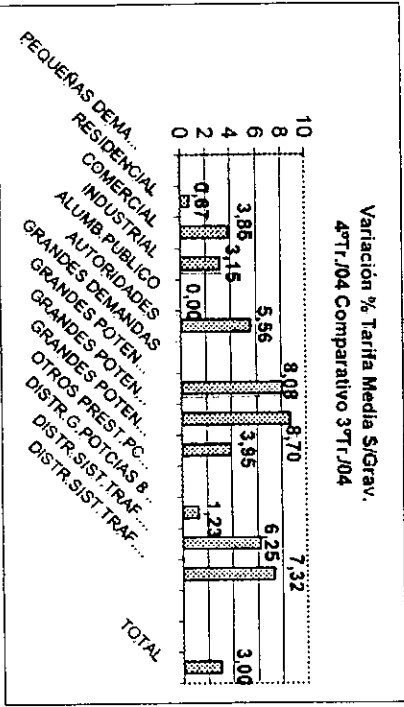 Variación % Tarifa Media $/Grav.
4ºTr./04 Comparativo 3ºTr./04
10
8
6
4
2
0
0,67
3,85
3,15
0,00
5,56
8,08
8,70
3,95
1,23
6,25
7,32
3,00
PEQUEÑAS DEMA...
RESIDENCIAL
COMERCIAL
INDUSTRIAL
ALUMB.PUBLICO
AUTORIDADES
GRANDES DEMANDAS
GRANDES POTEN...
GRANDES POTEN...
GRANDES POTEN...
OTROS PREST.PC...
DISTR.G.POTCIAS 8...
DISTR.SIST.TRAF....
DISTR.SIST.TRAF....
TOTAL